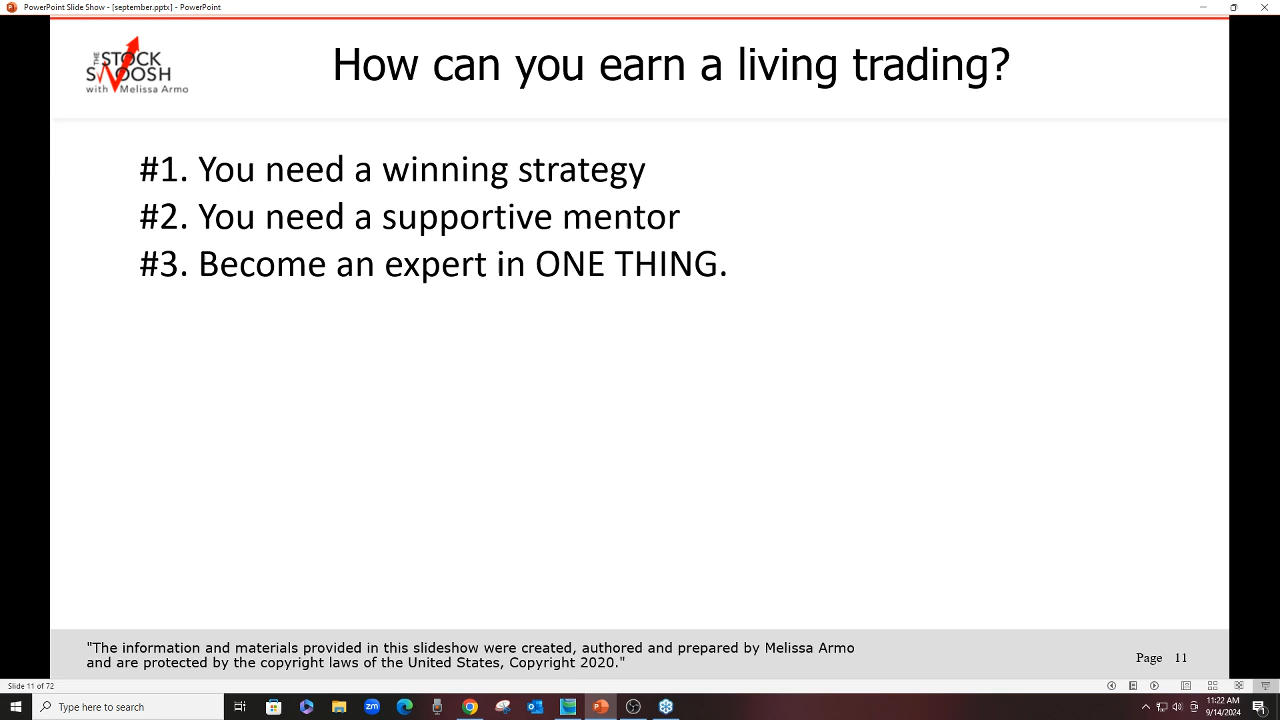 PowerPoint Slide Show - [september.pptx] - PowerPoint
THE
STOCK
SWOOSH
with Melissa Armo
How can you earn a living trading?
#1. You need a winning strategy
#2. You need a supportive mentor
#3. Become an expert in ONE THING.
"The information and materials provided in this slideshow were created, authored and prepared by Melissa Armo
and are protected by the copyright laws of the United States, Copyright 2020."
Page 11
Slide 11 of 72
Type here to search
zm
11:22 AM
9/14/2024